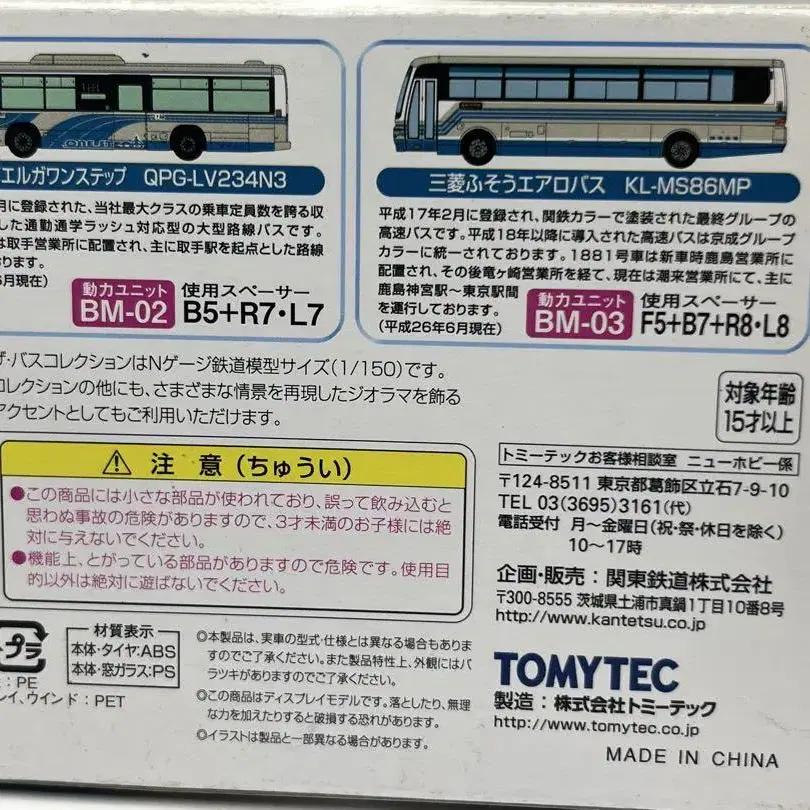 エルガワンステップ QPG-LV234N3
月に登録された、当社最大クラスの乗車定員数を誇る収
した通勤通学ラッシュ対応型の大型路線バスです。
は取手営業所に配置され、主に取手駅を起点とした路線
おります。
6月現在)
動力ユニット
BM-02
使用スペーサー
B5+R7・L7
三菱ふそうエアロバス KL-MS86MP
平成17年2月に登録され、関鉄カラーで塗装された最終グループの
高速バスです。平成18年以降に導入された高速バスは京成グループ
カラーに統一されております。1881号車は新車時鹿島営業所に
配置され、その後竜ヶ崎営業所を経て、現在は潮来営業所にて、主に
鹿島神宮駅～東京駅間
を運行しております。
(平成26年6月現在)
動力ユニット
BM-03
使用スペーサー
F5+B7+R8・L8
ザ・バスコレクションはNゲージ鉄道模型サイズ(1/150)です。
コレクションの他にも、さまざまな情景を再現したジオラマを飾る
アクセントとしてもご利用いただけます。
対象年齢
15才以上
注意(ちゅうい)
●この商品には小さな部品が使われており、誤って飲み込むと
思わぬ事故の危険がありますので、3才未満のお子様には絶
対に与えないでください。
●機能上、とがっている部品がありますので危険です。使用目
的以外は絶対に遊ばないでください。
トミーテックお客様相談室 ニューホビー係
〒124-8511 東京都葛飾区立石7-9-10
TEL 03(3695)3161(代)
電話受付 月～金曜日(祝・祭・休日を除く)
10～17時
企画・販売:関東鉄道株式会社
〒300-8555 茨城県土浦市真鍋1丁目10番8号
http://www.kantetsu.co.jp
TOMYTEC
製造:株式会社トミーテック
http://www.tomytec.co.jp
MADE IN CHINA
プラ
:PE
レイ、ウインド:PET
材質表示
本体・タイヤ:ABS
本体・窓ガラス:PS
◎本製品は、実車の型式・仕様とは異なる場合もありま
すのでご了承ください。また製品特性上、外観にはバ
ラツキがありますのでご了承ください。
◎この商品はディスプレイモデルです。落としたり、無理
な力を加えたりすると破損する恐れがあります。
◎イラストは製品と一部異なる場合があります。